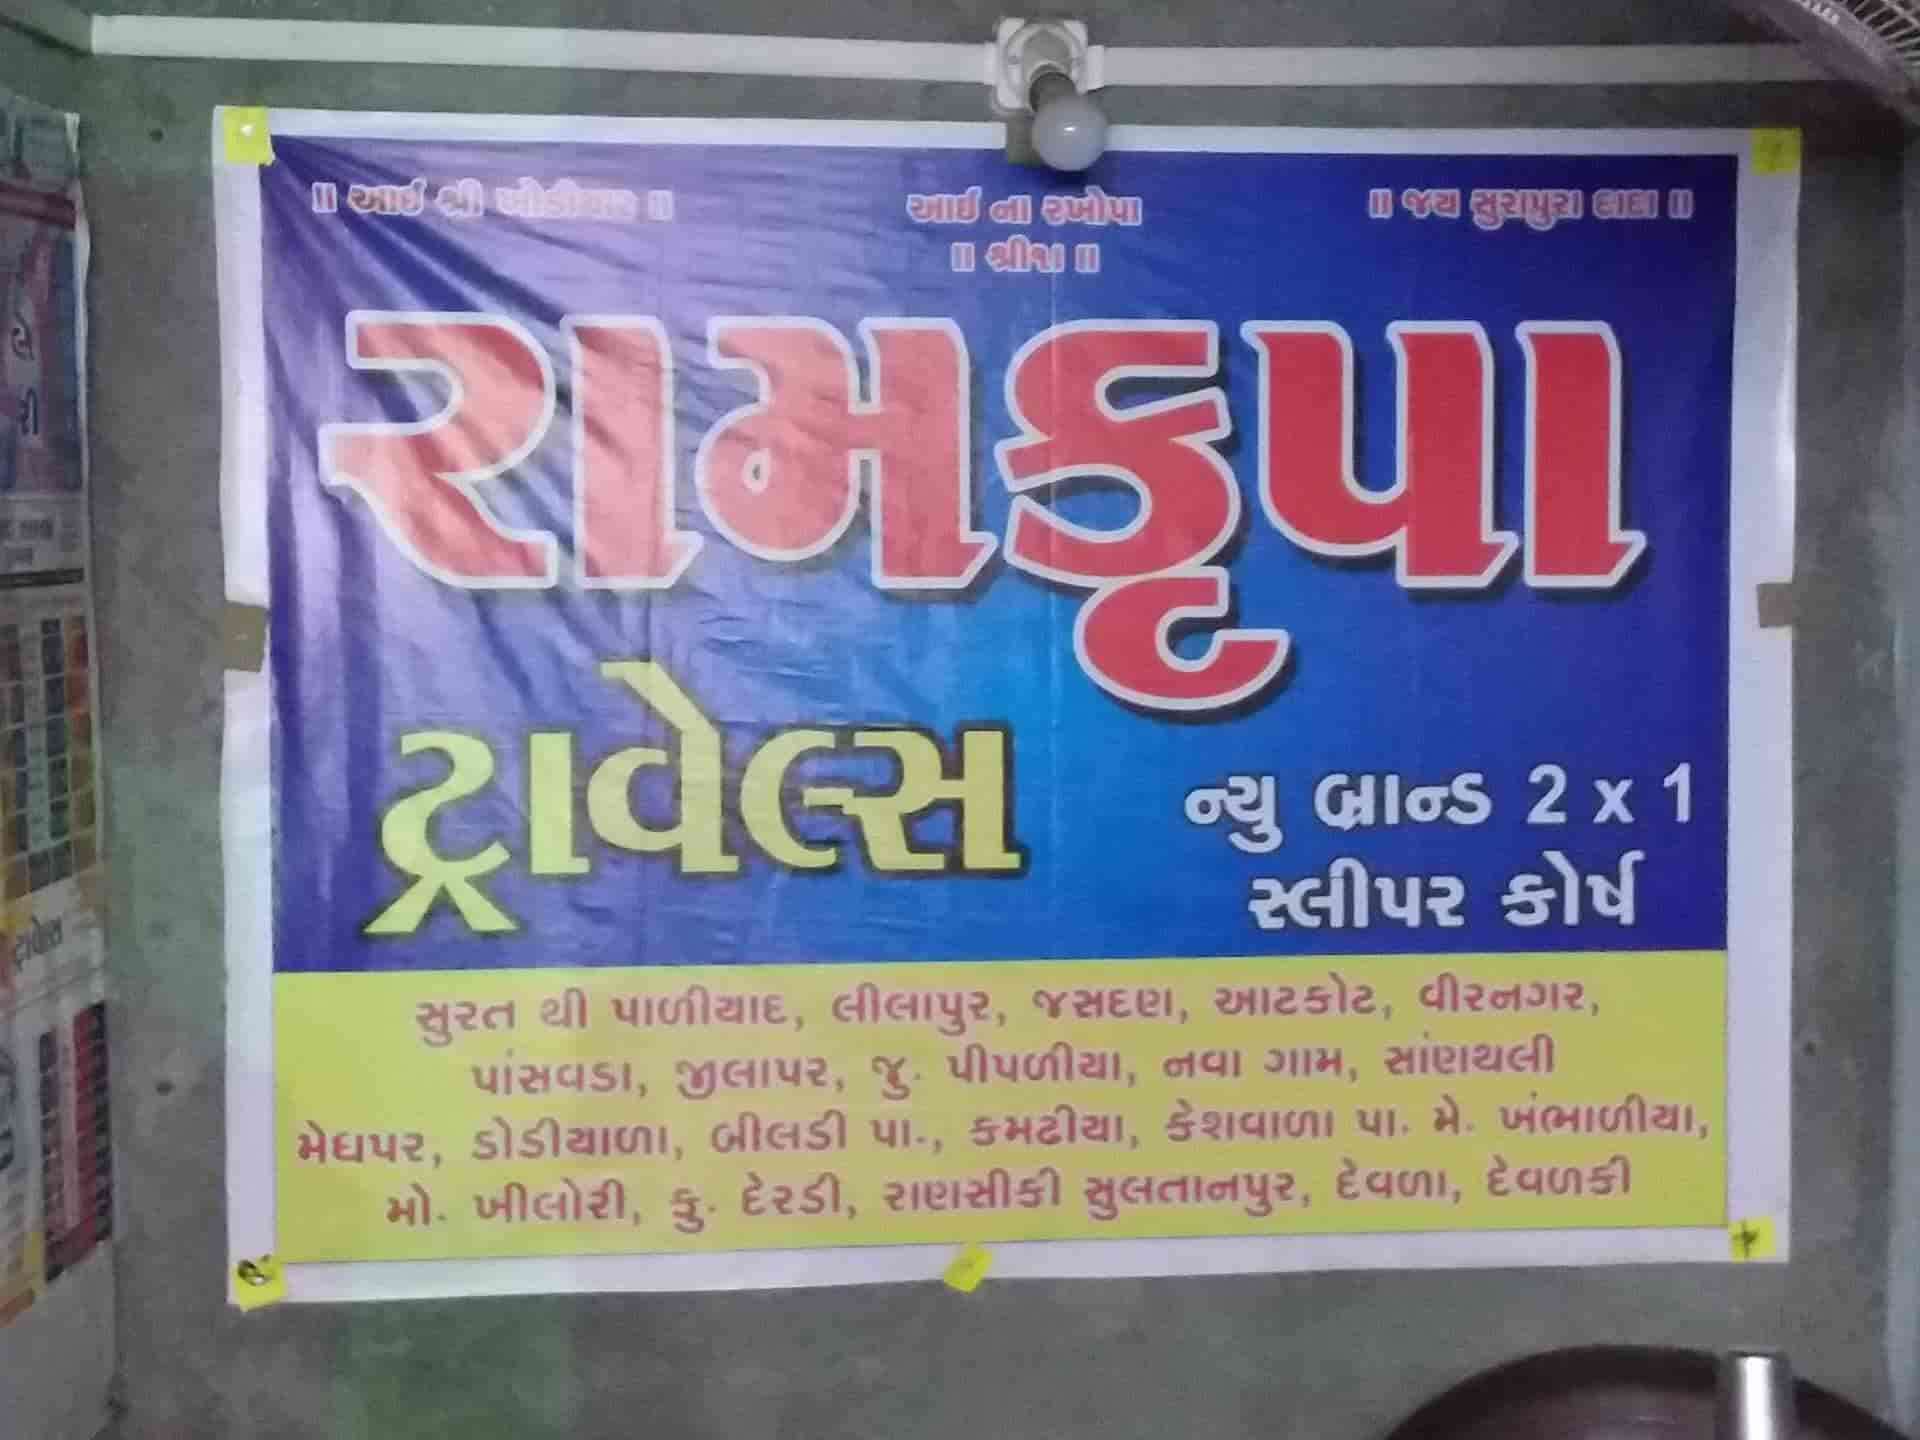 ॥ આઈ શ્રી ખોડીયાર ॥
આઈ ના રખોપા
॥ જય સુરાપુરા દાદા ॥
॥ શ્રી૧ા ॥
રામકૃપા
ટ્રાવેલ્સ
ન્યુ બ્રાન્ડ 2 x 1
સ્લીપર કોર્ષ
સુરત થી પાળીયાદ, લીલાપુર, જસદણ, આટકોટ, વીરનગર,
પાંસવડા, જીલાપર, જુ. પીપળીયા, નવા ગામ, સાંણથલી
મેઘપર, ડોડીયાળા, બીલડી પા., કમઢીયા, કેશવાળા પા. મે. ખંભાળીયા,
મો. ખીલોરી, કુ. દેરડી, રાણસીકી સુલતાનપુર, દેવળા, દેવળકી
ટ્રાવેલ્સ